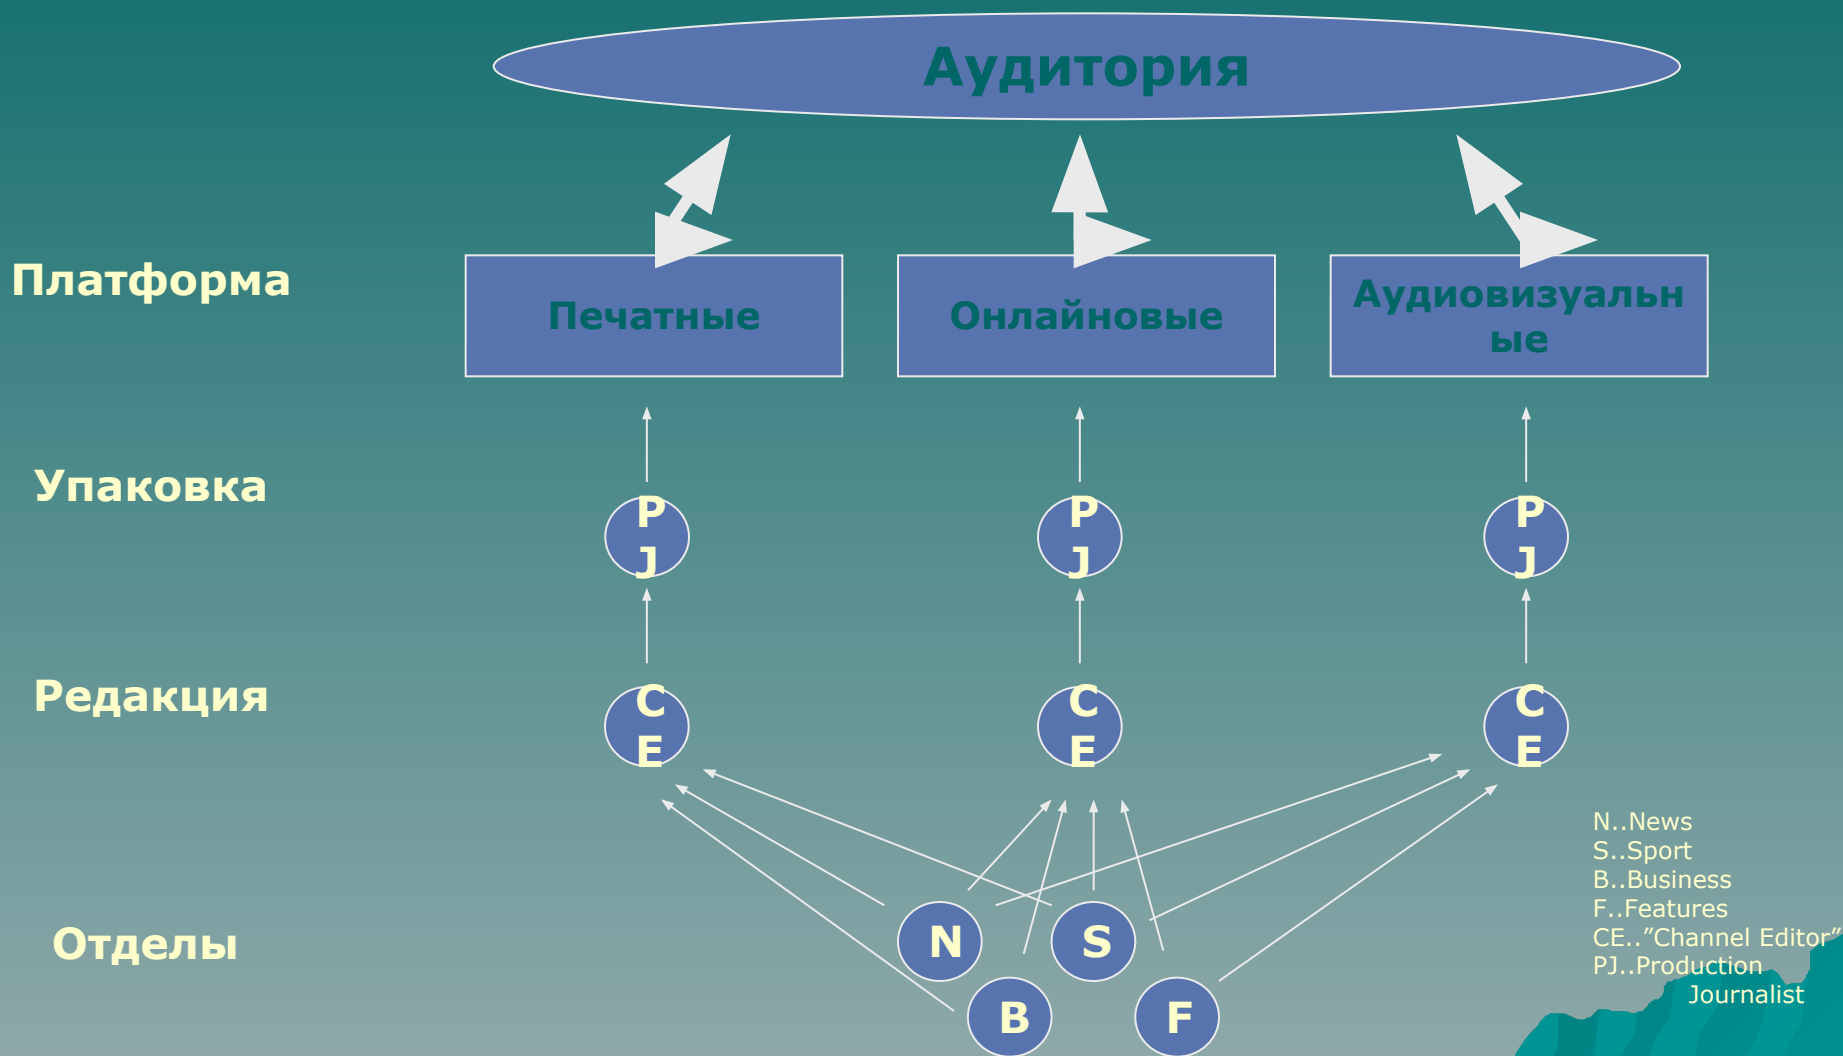 Аудитория
Платформа
Печатные
Онлайновые
Аудиовизуальн
ые
Упаковка
P
J
P
J
P
J
Редакция
C
E
C
E
C
E
N..News
S..Sport
B..Business
F..Features
CE..”Channel Editor”
PJ..Production
Journalist
Отделы
N
S
B
F